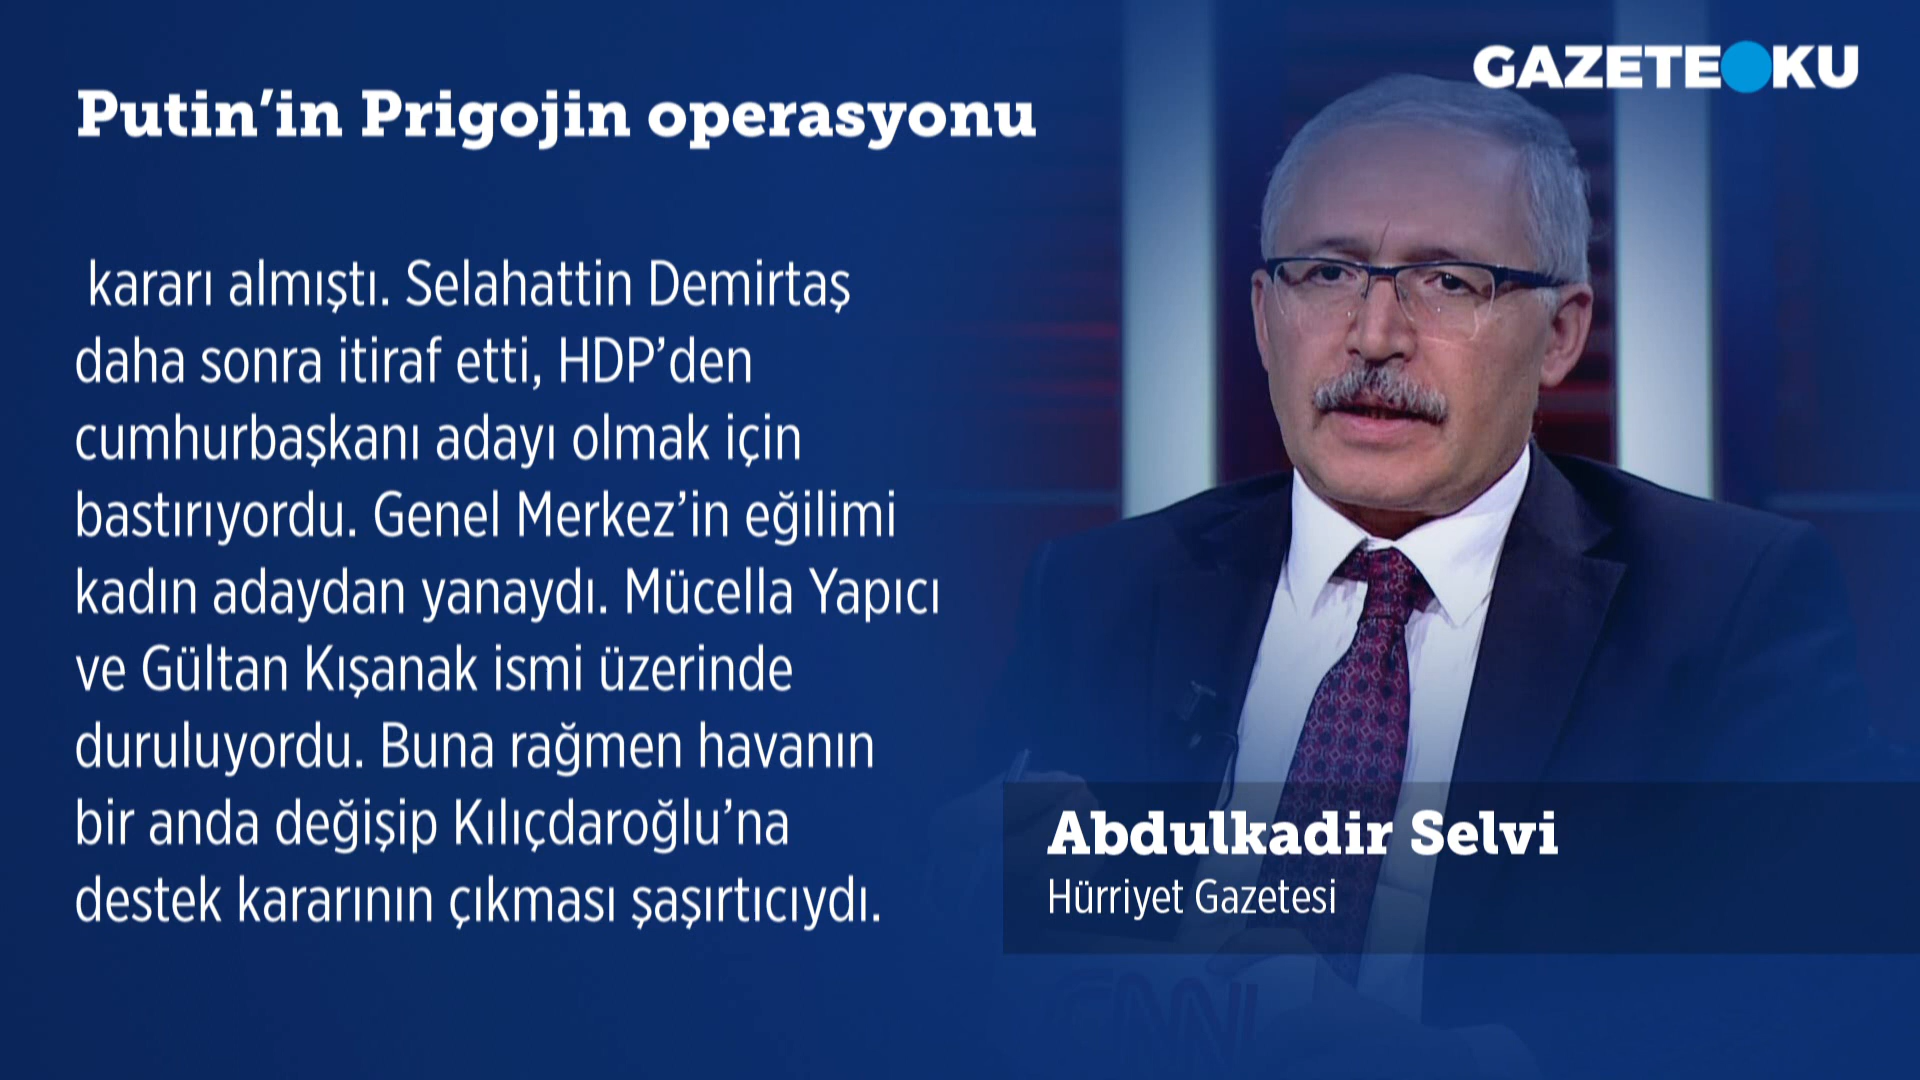 GAZETE KU
Putin’in Prigojin operasyonu
kararı almıştı. Selahattin Demirtaş
daha sonra itiraf etti, HDP’den
cumhurbaşkanı adayı olmak için
bastırıyordu. Genel Merkez’in eğilimi
kadın adaydan yanaydı. Mücella Yapıcı
ve Gültan Kışanak ismi üzerinde
duruluyordu. Buna rağmen havanın
bir anda değişip Kılıçdaroğlu’na
destek kararının çıkması şaşırtıcıydı.
Abdulkadir Selvi
Hürriyet Gazetesi
CNN